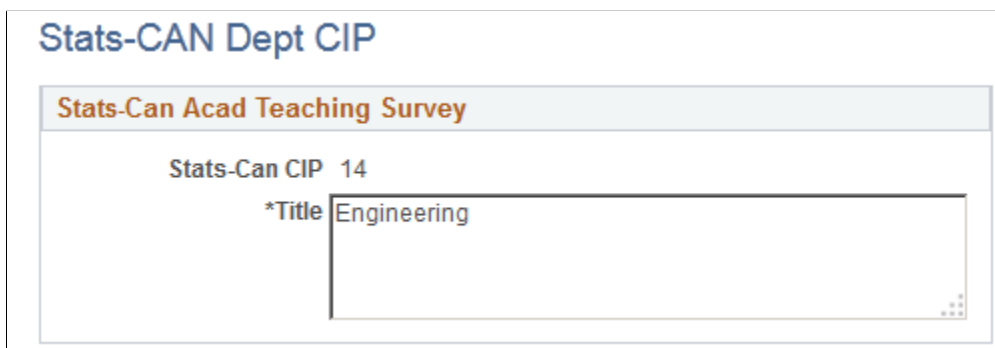 Stats-CAN Dept CIP
Stats-Can Acad Teaching Survey
Stats-Can CIP 14
*Title Engineering